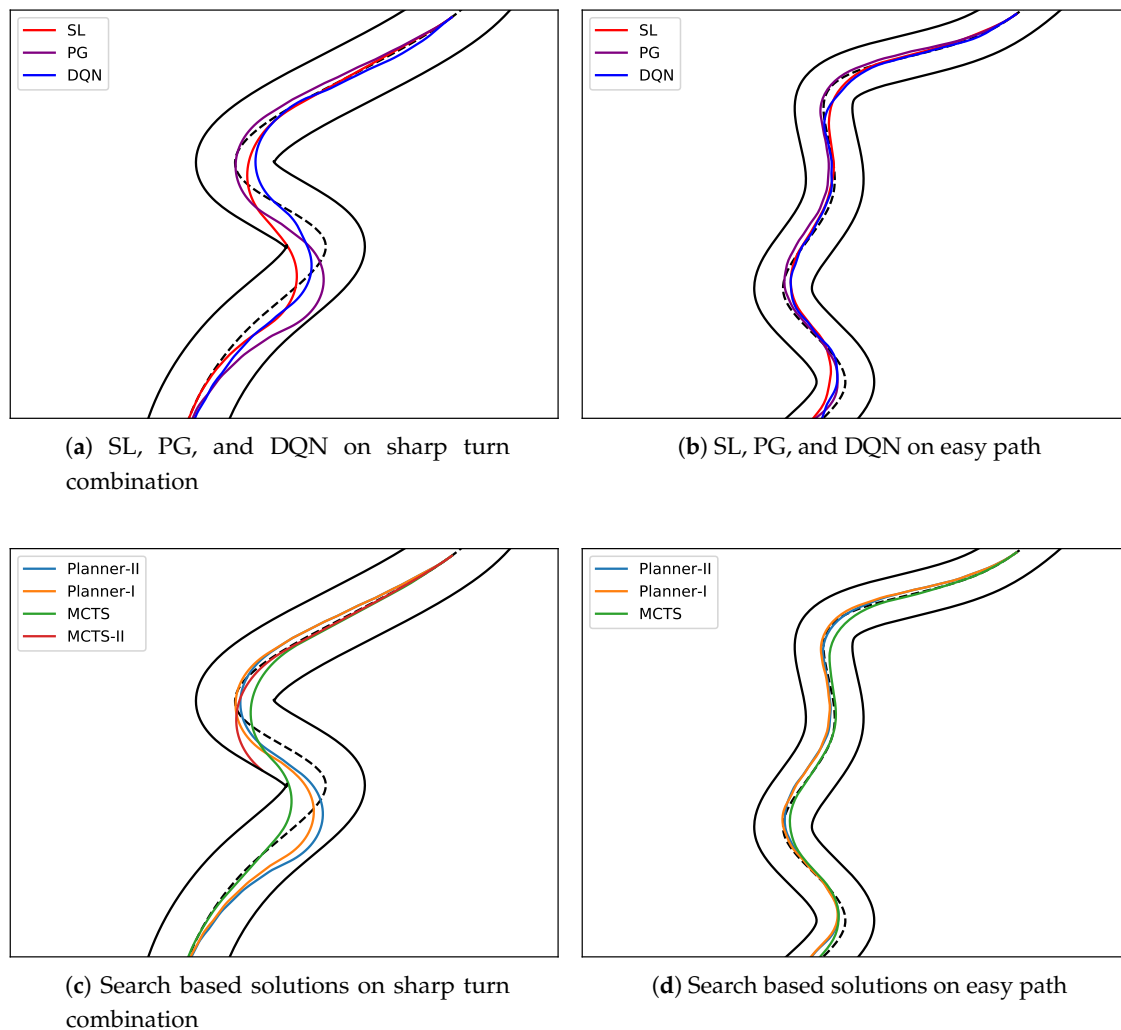 SL
PG
DQN
SL
PG
DQN
(a) SL, PG, and DQN on sharp turn
combination
(b) SL, PG, and DQN on easy path
Planner-II
Planner-I
MCTS
MCTS-II
Planner-II
Planner-I
MCTS
(c) Search based solutions on sharp turn
combination
(d) Search based solutions on easy path